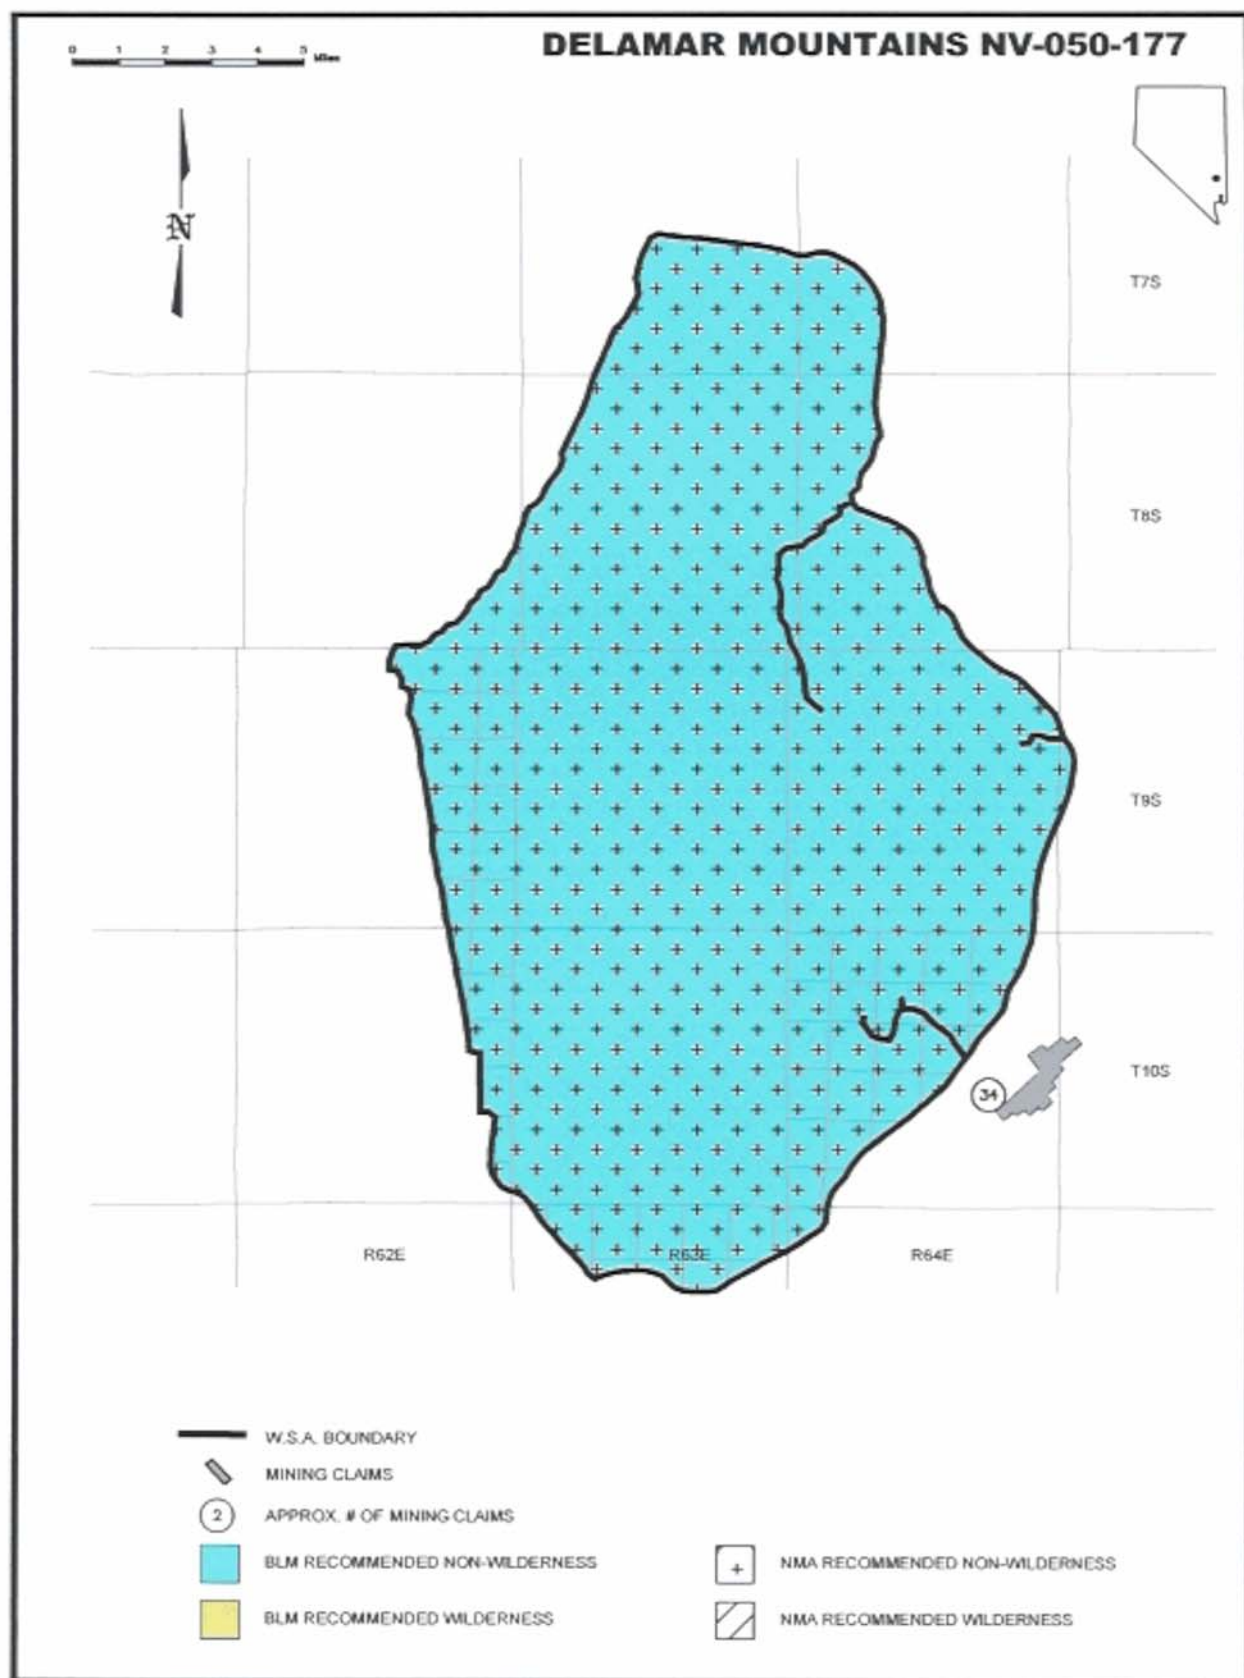 0 1 2 3 4 5 Miles
DELAMAR MOUNTAINS NV-050-177
N
T7S
T8S
T9S
T10S
34
R62E R63E R64E
W.S.A. BOUNDARY
MINING CLAIMS
2 APPROX. # OF MINING CLAIMS
BLM RECOMMENDED NON-WILDERNESS
NMA RECOMMENDED NON-WILDERNESS
BLM RECOMMENDED WILDERNESS
NMA RECOMMENDED WILDERNESS